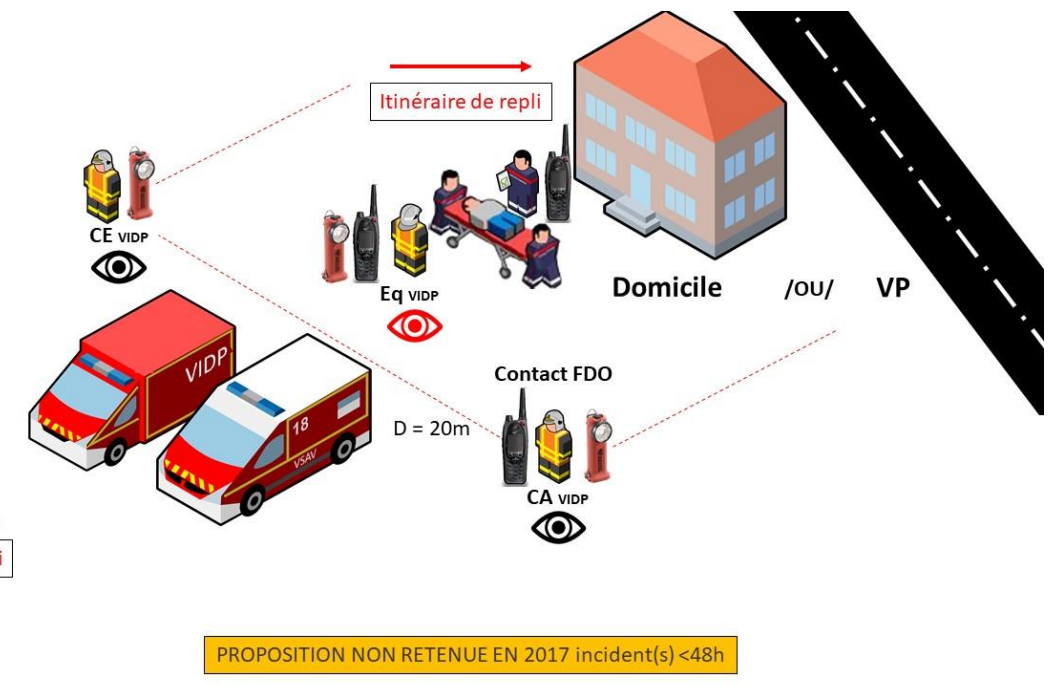 Itinéraire de repli
CE VIDP
Eq VIDP
Domicile /OU/ VP
VIDP
Contact FDO
18
VSAV
D = 20m
CA VIDP
i
PROPOSITION NON RETENUE EN 2017 incident(s) <48h